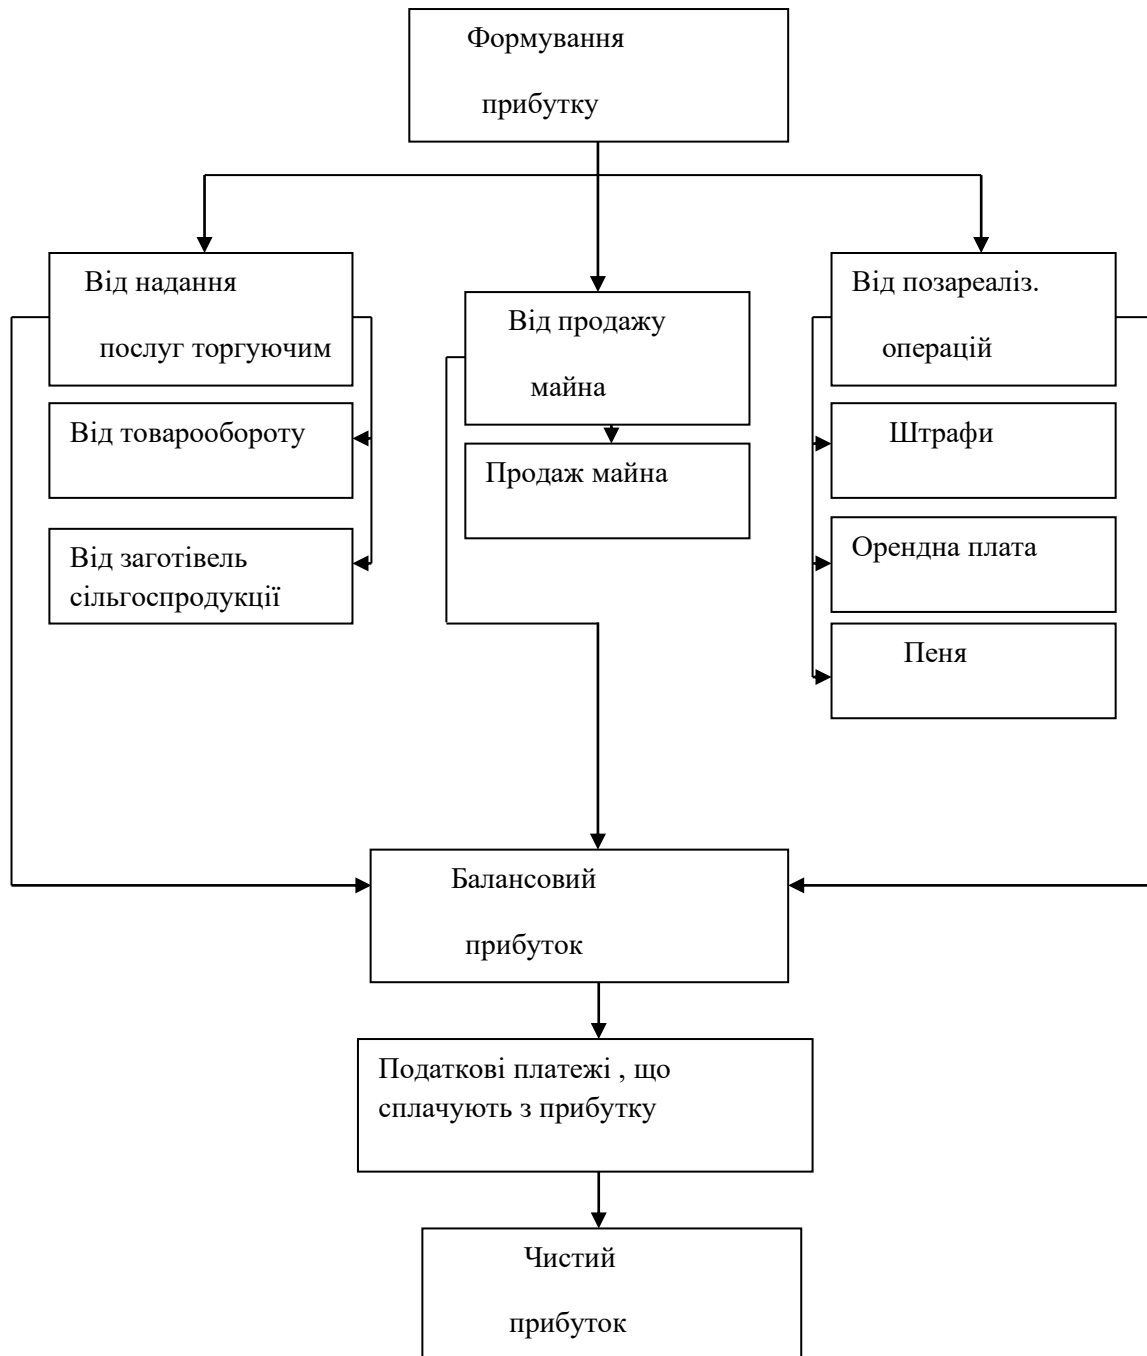 Формування
прибутку
Від надання
послуг торгуючим
Від товарообороту
Від заготівель
сільгоспродукції
Від продажу
майна
Продаж майна
Від позареаліз.
операцій
Штрафи
Орендна плата
Пеня
Балансовий
прибуток
Податкові платежі , що
сплачують з прибутку
Чистий
прибуток